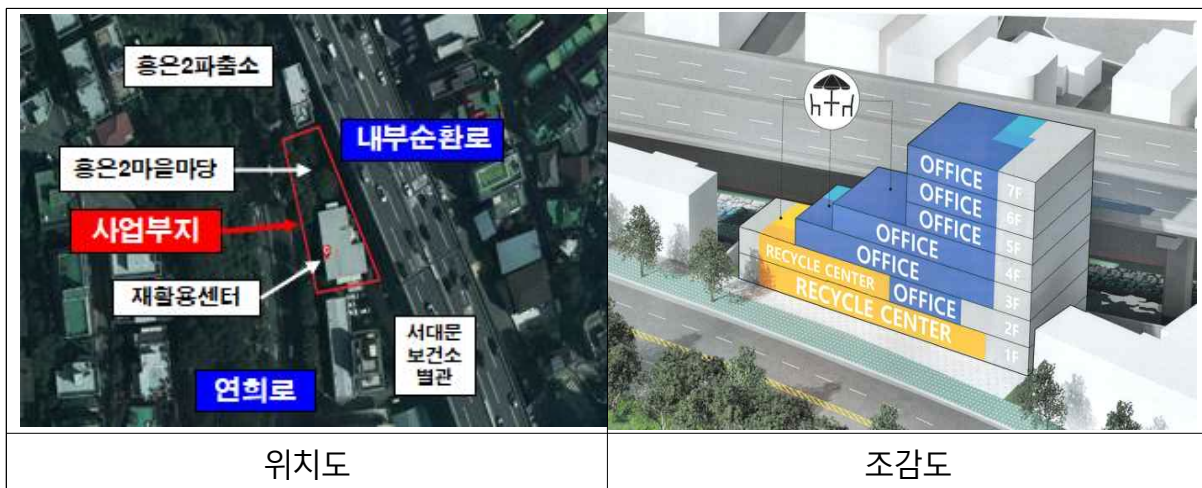 홍은2파출소
내부순환로
홍은2마을마당
사업부지
재활용센터
서대문
보건소
별관
연희로
위치도
OFFICE 7F
OFFICE 6F
OFFICE 5F
OFFICE 4F
OFFICE 3F
RECYCLE CENTER OFFICE 2F
RECYCLE CENTER 1F
조감도